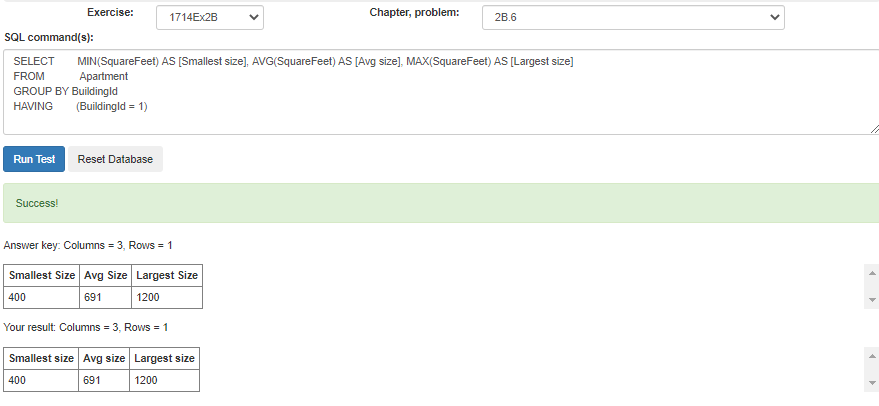 Exercise: 1714Ex2B Chapter, problem: 2B.6
SQL command(s):
SELECT MIN(SquareFeet) AS [Smallest size], AVG(SquareFeet) AS [Avg size], MAX(SquareFeet) AS [Largest size]
FROM Apartment
GROUP BY BuildingId
HAVING (BuildingId = 1)
Run Test Reset Database
Success!
Answer key: Columns = 3, Rows = 1
Smallest Size Avg Size Largest Size
400 691 1200
Your result: Columns = 3, Rows = 1
Smallest size Avg size Largest size
400 691 1200